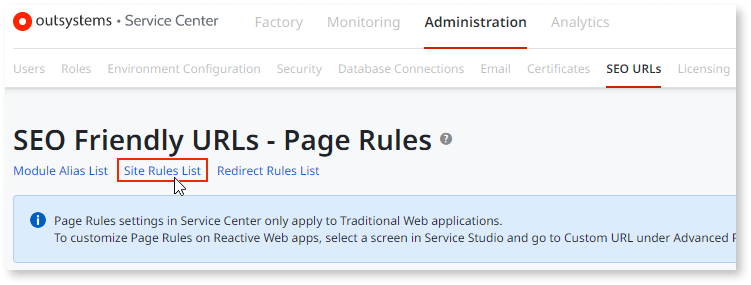 outsystems • Service Center Factory Monitoring Administration Analytics
Users Roles Environment Configuration Security Database Connections Email Certificates SEO URLs Licensing
SEO Friendly URLs - Page Rules ?
Module Alias List Site Rules List Redirect Rules List
Page Rules settings in Service Center only apply to Traditional Web applications.
To customize Page Rules on Reactive Web apps, select a screen in Service Studio and go to Custom URL under Advanced